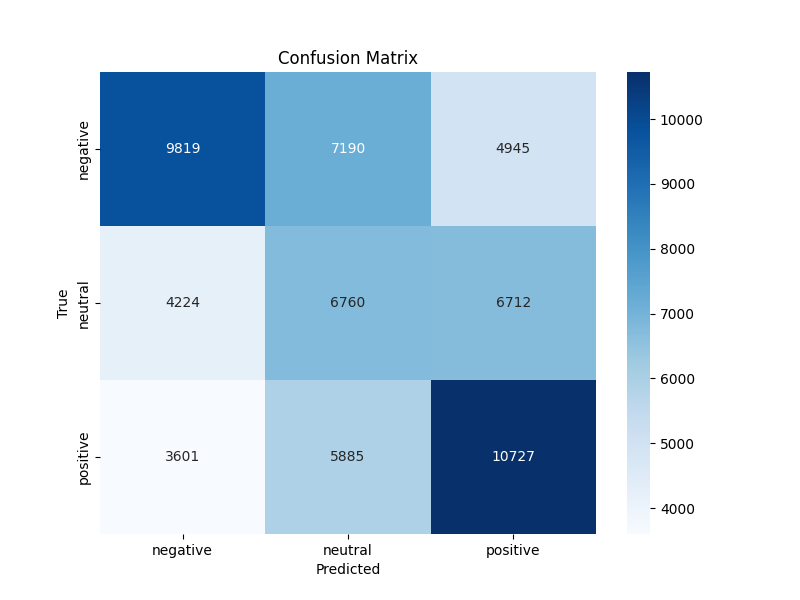 Confusion Matrix
negative 9819 7190 4945
neutral 4224 6760 6712
positive 3601 5885 10727
True
negative neutral positive
Predicted
10000
9000
8000
7000
6000
5000
4000